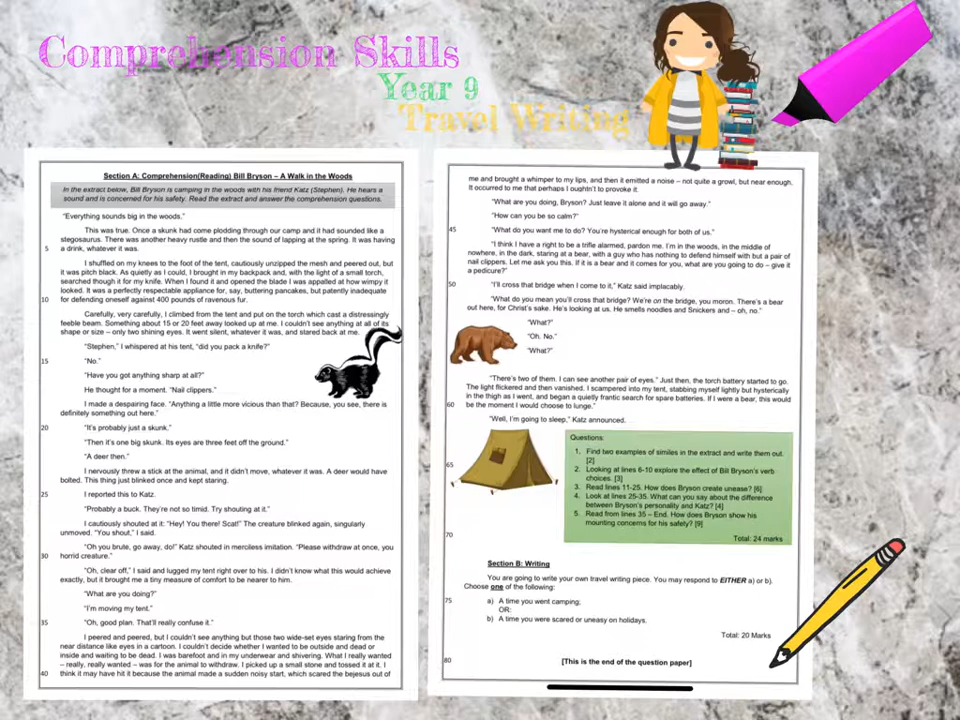 Comprehension Skills
Year 9
Travel Writing
Section A: Comprehension(Reading) Bill Bryson – A Walk in the Woods
In the extract below, Bill Bryson is camping in the woods with his friend Katz (Stephen). He hears a
sound and is concerned for his safety. Read the extract and answer the comprehension questions.
“Everything sounds big in the woods.”
This was true. Once a skunk had come plodding through our camp and it had sounded like a
5 stegosaurus. There was another heavy rustle and then the sound of lapping at the spring. It was having
a drink, whatever it was.
I shuffled on my knees to the foot of the tent, cautiously unzipped the mesh and peered out, but
it was pitch black. As quietly as I could, I brought in my backpack and, with the light of a small torch,
searched though it for my knife. When I found it and opened the blade I was appalled at how wimpy it
looked. It was a perfectly respectable appliance for, say, buttering pancakes, but patently inadequate
10 for defending oneself against 400 pounds of ravenous fur.
Carefully, very carefully, I climbed from the tent and put on the torch which cast a distressingly
feeble beam. Something about 15 or 20 feet away looked up at me. I couldn’t see anything at all of its
shape or size – only two shining eyes. It went silent, whatever it was, and stared back at me.
“Stephen,” I whispered at his tent, “did you pack a knife?”
15 “No.”
“Have you got anything sharp at all?”
He thought for a moment. “Nail clippers.”
I made a despairing face. “Anything a little more vicious than that? Because, you see, there is
definitely something out here.”
20 “It’s probably just a skunk.”
“Then it’s one big skunk. Its eyes are three feet off the ground.”
“A deer then.”
I nervously threw a stick at the animal, and it didn’t move, whatever it was. A deer would have
bolted. This thing just blinked once and kept staring.
25 I reported this to Katz.
“Probably a buck. They’re not so timid. Try shouting at it.”
I cautiously shouted at it: “Hey! You there! Scat!” The creature blinked again, singularly
unmoved. “You shout,” I said.
“Oh you brute, go away, do!” Katz shouted in merciless imitation. “Please withdraw at once, you
30 horrid creature.”
“Oh, clear off,” I said and lugged my tent right over to his. I didn’t know what this would achieve
exactly, but it brought me a tiny measure of comfort to be nearer to him.
“What are you doing?”
“I’m moving my tent.”
35 “Oh, good plan. That’ll really confuse it.”
I peered and peered, but I couldn’t see anything but those two wide-set eyes staring from the
near distance like eyes in a cartoon. I couldn’t decide whether I wanted to be outside and dead or
inside and waiting to be dead. I was barefoot and in my underwear and shivering. What I really wanted
– really, really wanted – was for the animal to withdraw. I picked up a small stone and tossed it at it. I
40 think it may have hit it because the animal made a sudden noisy start, which scared the bejesus out of
me and brought a whimper to my lips, and then it emitted a noise – not quite a growl, but near enough.
It occurred to me that perhaps I oughtn’t to provoke it.
“What are you doing, Bryson? Just leave it alone and it will go away.”
“How can you be so calm?”
45 “What do you want me to do? You’re hysterical enough for both of us.”
“I think I have a right to be a trifle alarmed, pardon me. I’m in the woods, in the middle of
nowhere, in the dark, staring at a bear, with a guy who has nothing to defend himself with but a pair of
nail clippers. Let me ask you this. If it is a bear and it comes for you, what are you going to do – give it
a pedicure?”
50 “I’ll cross that bridge when I come to it,” Katz said implacably.
“What do you mean you’ll cross that bridge? We’re on the bridge, you moron. There’s a bear
out here, for Christ’s sake. He’s looking at us. He smells noodles and Snickers and – oh, no.”
“What?”
“Oh. No.”
“What?”
“There’s two of them. I can see another pair of eyes.” Just then, the torch battery started to go.
The light flickered and then vanished. I scampered into my tent, stabbing myself lightly but hysterically
in the thigh as I went, and began a quietly frantic search for spare batteries. If I were a bear, this would
60 be the moment I would choose to lunge.”
“Well, I’m going to sleep,” Katz announced.
Questions:
1. Find two examples of similes in the extract and write them out.
[2]
65
2. Looking at lines 6-10 explore the effect of Bill Bryson’s verb
choices. [3]
3. Read lines 11-25. How does Bryson create unease? [6]
4. Look at lines 25-35. What can you say about the difference
between Bryson’s personality and Katz? [4]
5. Read from lines 35 – End. How does Bryson show his
mounting concerns for his safety? [9]
70
Total: 24 marks
Section B: Writing
You are going to write your own travel writing piece. You may respond to EITHER a) or b).
Choose one of the following:
75 a) A time you went camping;
OR:
b) A time you were scared or uneasy on holidays.
Total: 20 Marks
80 [This is the end of the question paper]